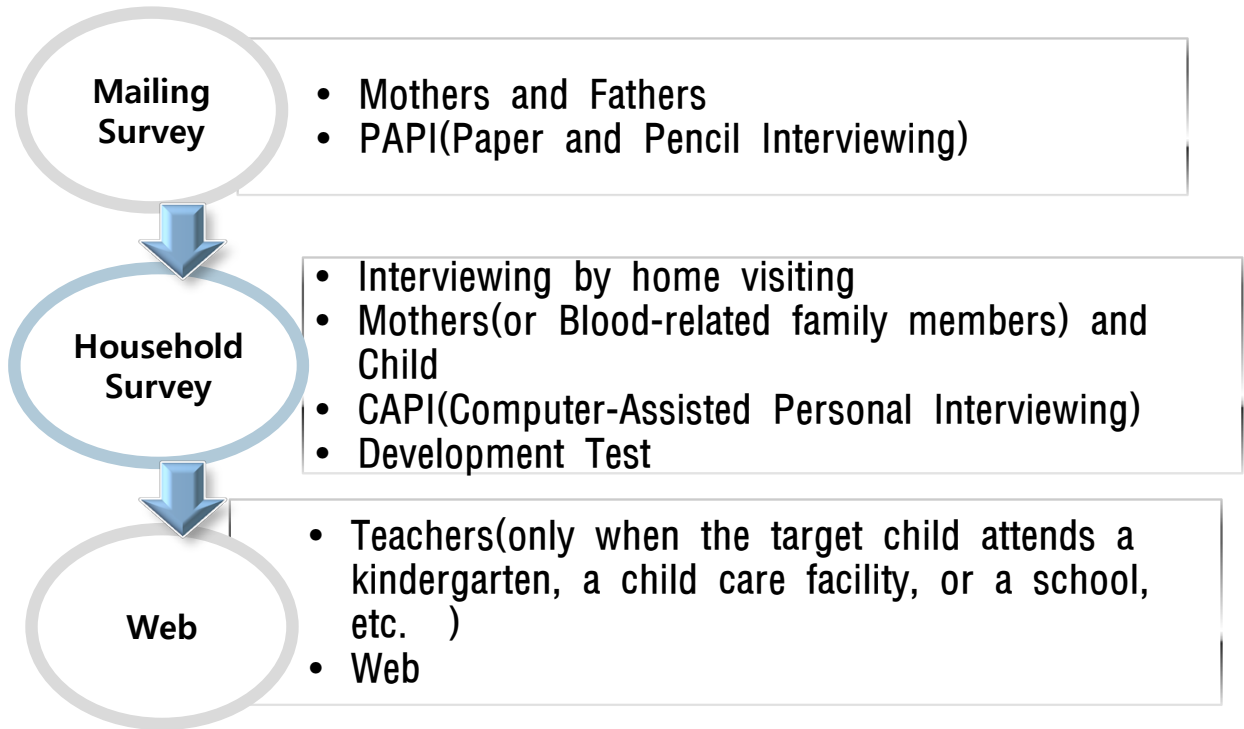 Mailing
Survey
• Mothers and Fathers
• PAPI(Paper and Pencil Interviewing)
Household
Survey
• Interviewing by home visiting
• Mothers(or Blood-related family members) and
Child
• CAPI(Computer-Assisted Personal Interviewing)
• Development Test
Web
• Teachers(only when the target child attends a
kindergarten, a child care facility, or a school,
etc. )
• Web